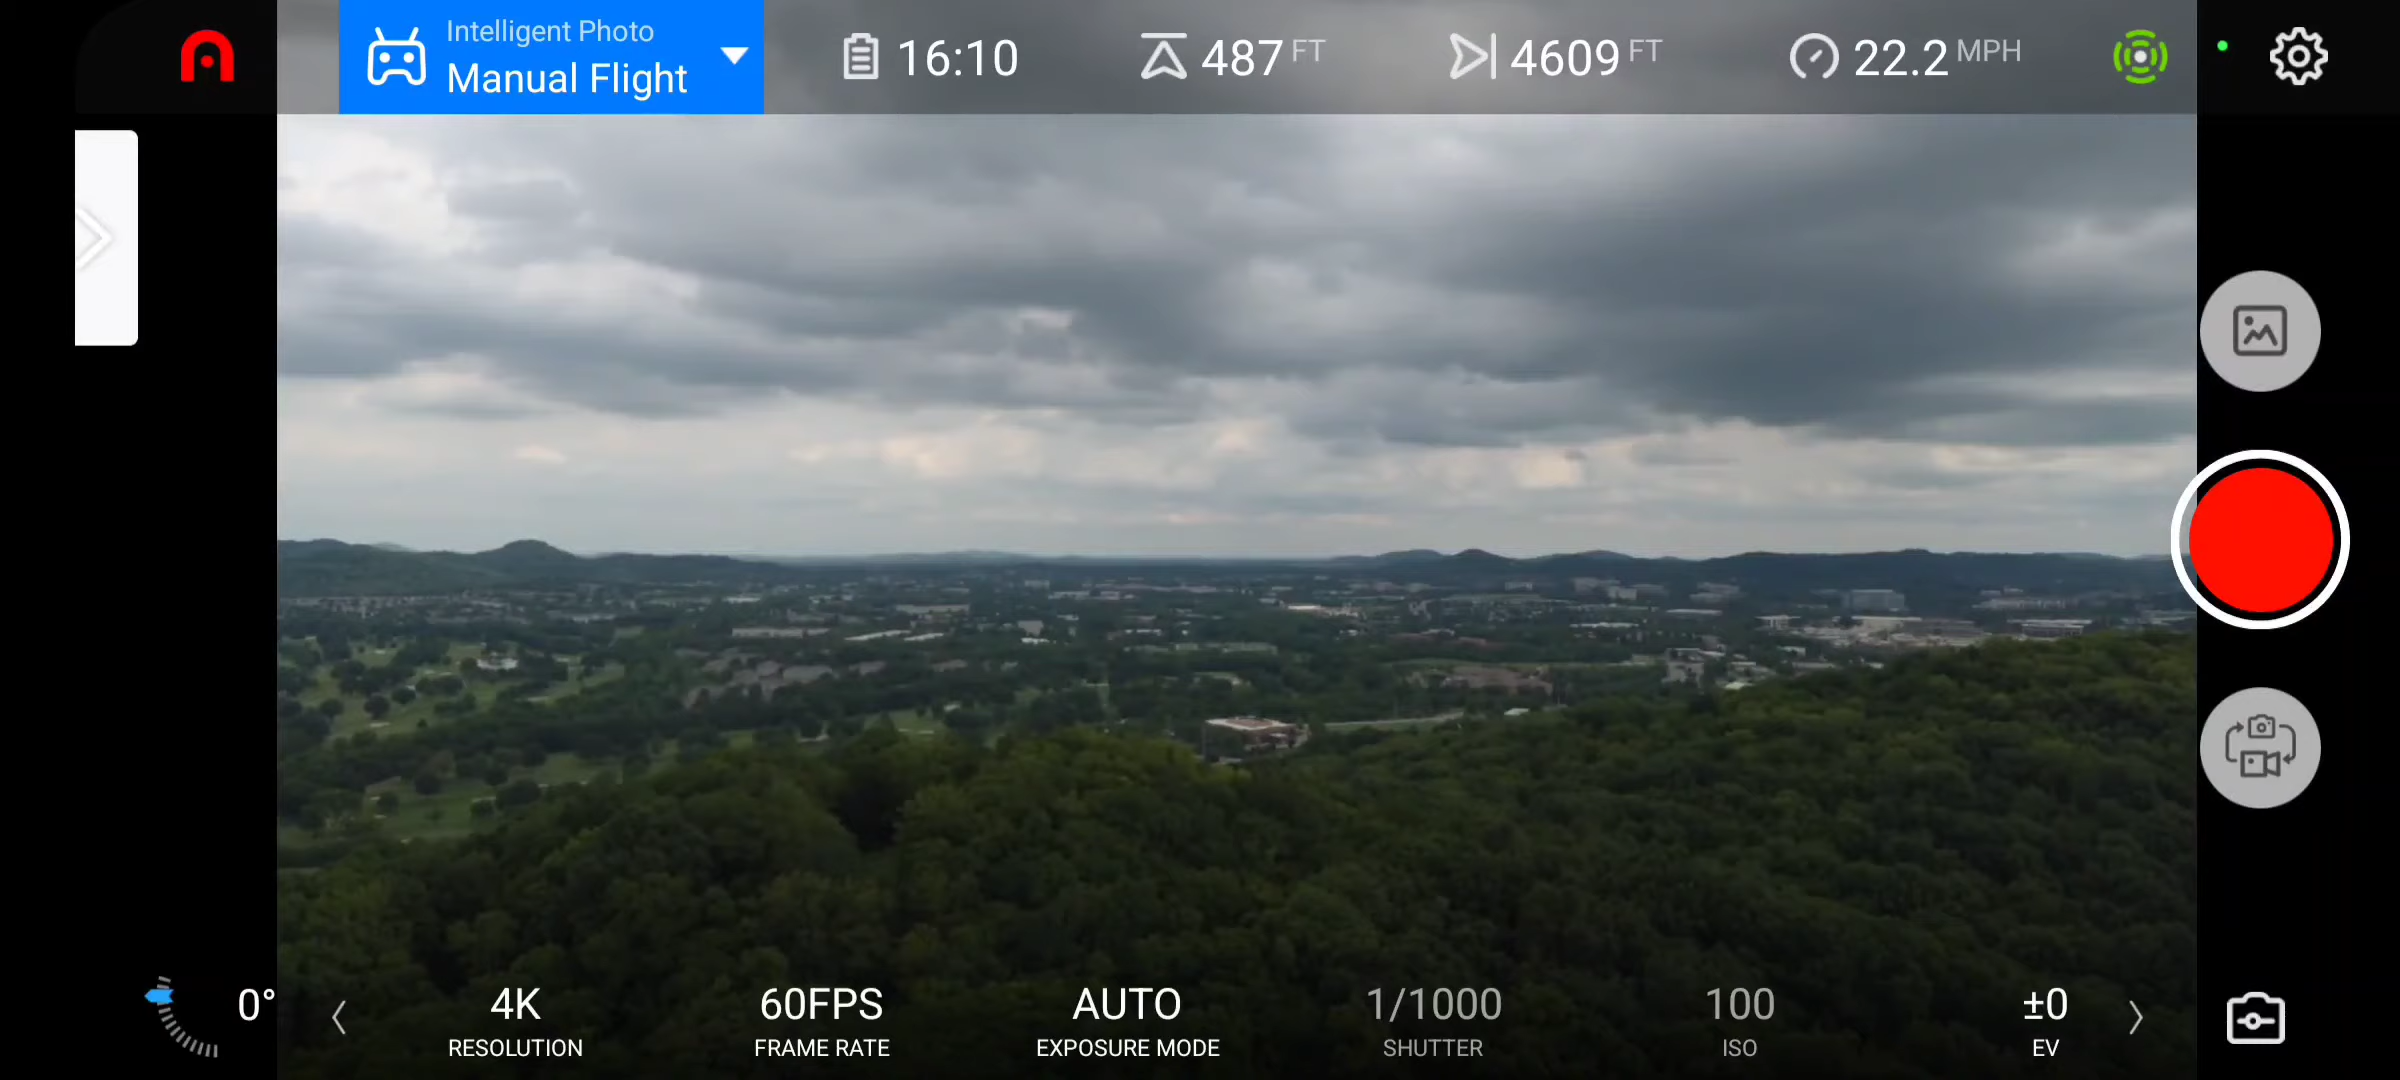 Intelligent Photo
Manual Flight
16:10
487 FT
4609 FT
22.2 MPH
0°
4K
RESOLUTION
60FPS
FRAME RATE
AUTO
EXPOSURE MODE
1/1000
SHUTTER
100
ISO
±0
EV